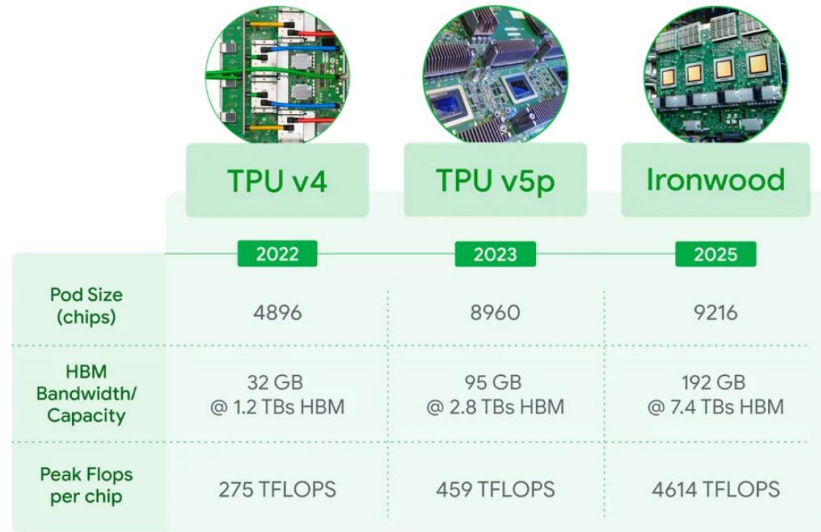 TPU v4
TPU v5p
Ironwood
2022
2023
2025
Pod Size
(chips)
4896
8960
9216
HBM
Bandwidth/
Capacity
32 GB
@ 1.2 TBs HBM
95 GB
@ 2.8 TBs HBM
192 GB
@ 7.4 TBs HBM
Peak Flops
per chip
275 TFLOPS
459 TFLOPS
4614 TFLOPS